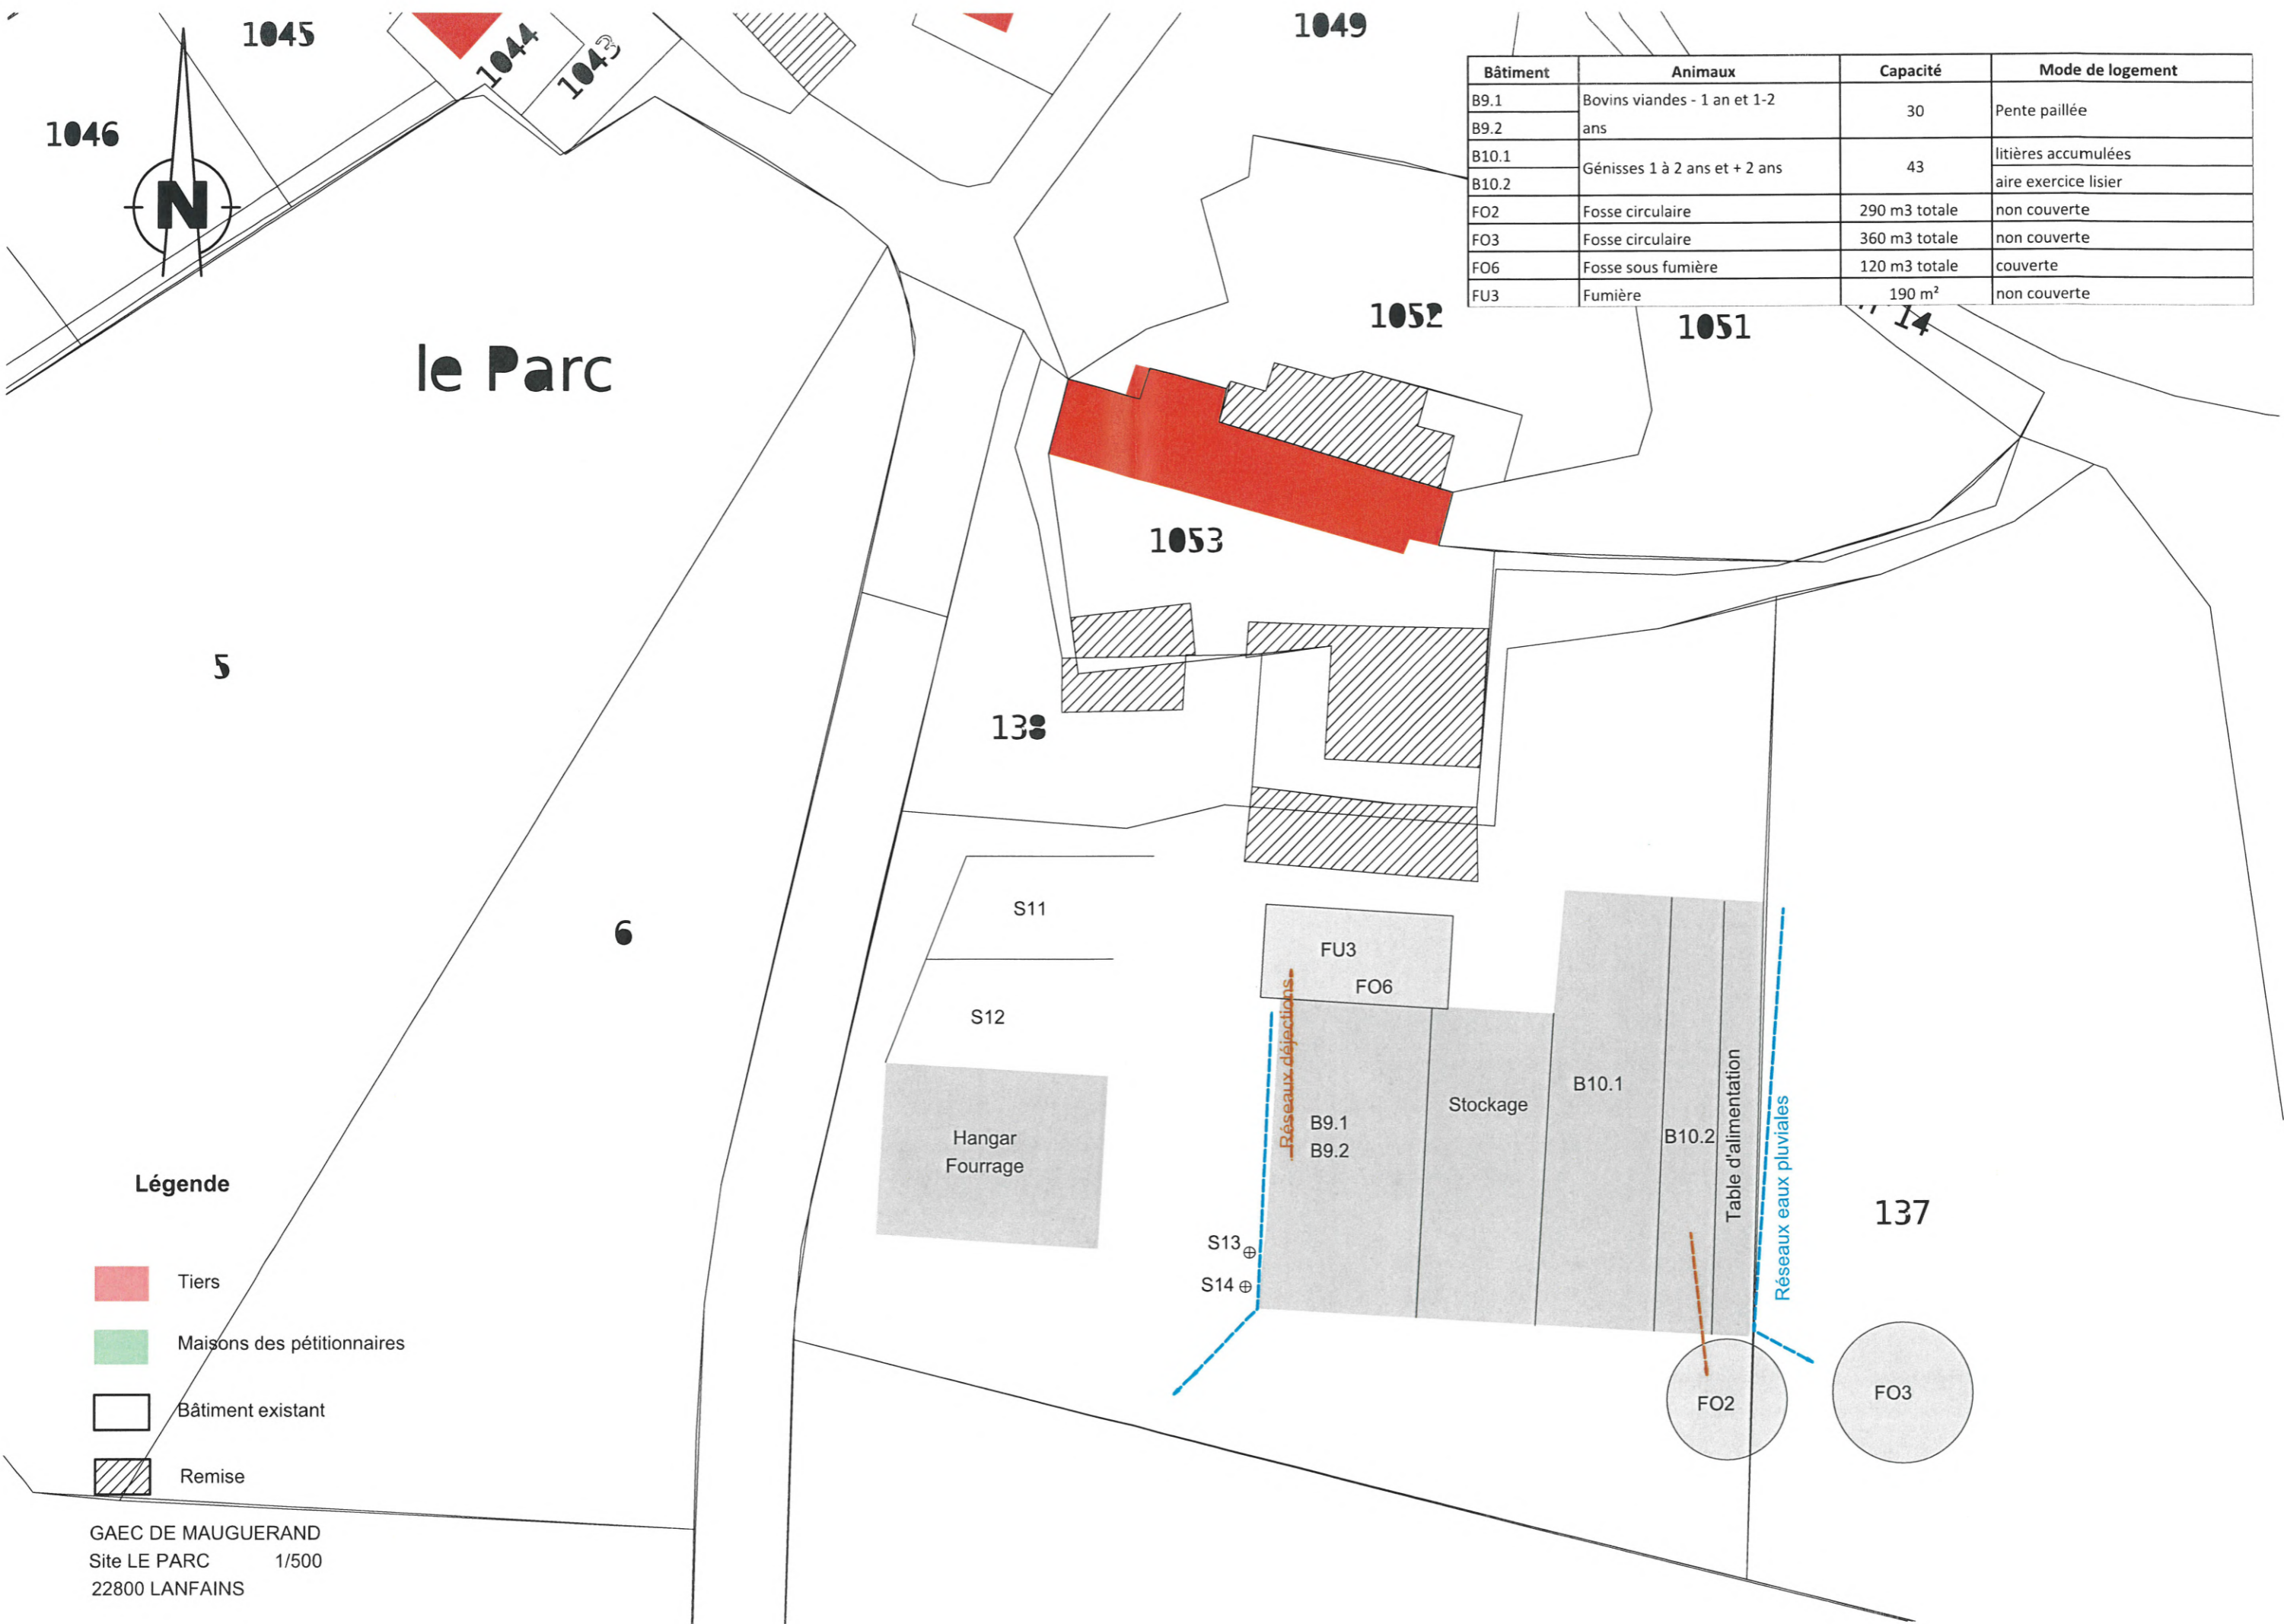 1045
1044
1043
1049
1046
N
Bâtiment Animaux Capacité Mode de logement
B9.1 Bovins viandes - 1 an et 1-2 ans 30 Pente paillée
B9.2
B10.1 Génisses 1 à 2 ans et + 2 ans 43 litières accumulées
B10.2 aire exercice lisier
FO2 Fosse circulaire 290 m3 totale non couverte
FO3 Fosse circulaire 360 m3 totale non couverte
FO6 Fosse sous fumière 120 m3 totale couverte
FU3 Fumière 190 m² non couverte
1052
1051
14
le Parc
1053
5
138
6
S11
FU3
FO6
S12
Réseaux déjections
B9.1
B9.2
Stockage
B10.1
B10.2
Table d'alimentation
Réseaux eaux pluviales
Hangar
Fourrage
137
S13
S14
FO2
FO3
Légende
Tiers
Maisons des pétitionnaires
Bâtiment existant
Remise
GAEC DE MAUGUERAND
Site LE PARC 1/500
22800 LANFAINS